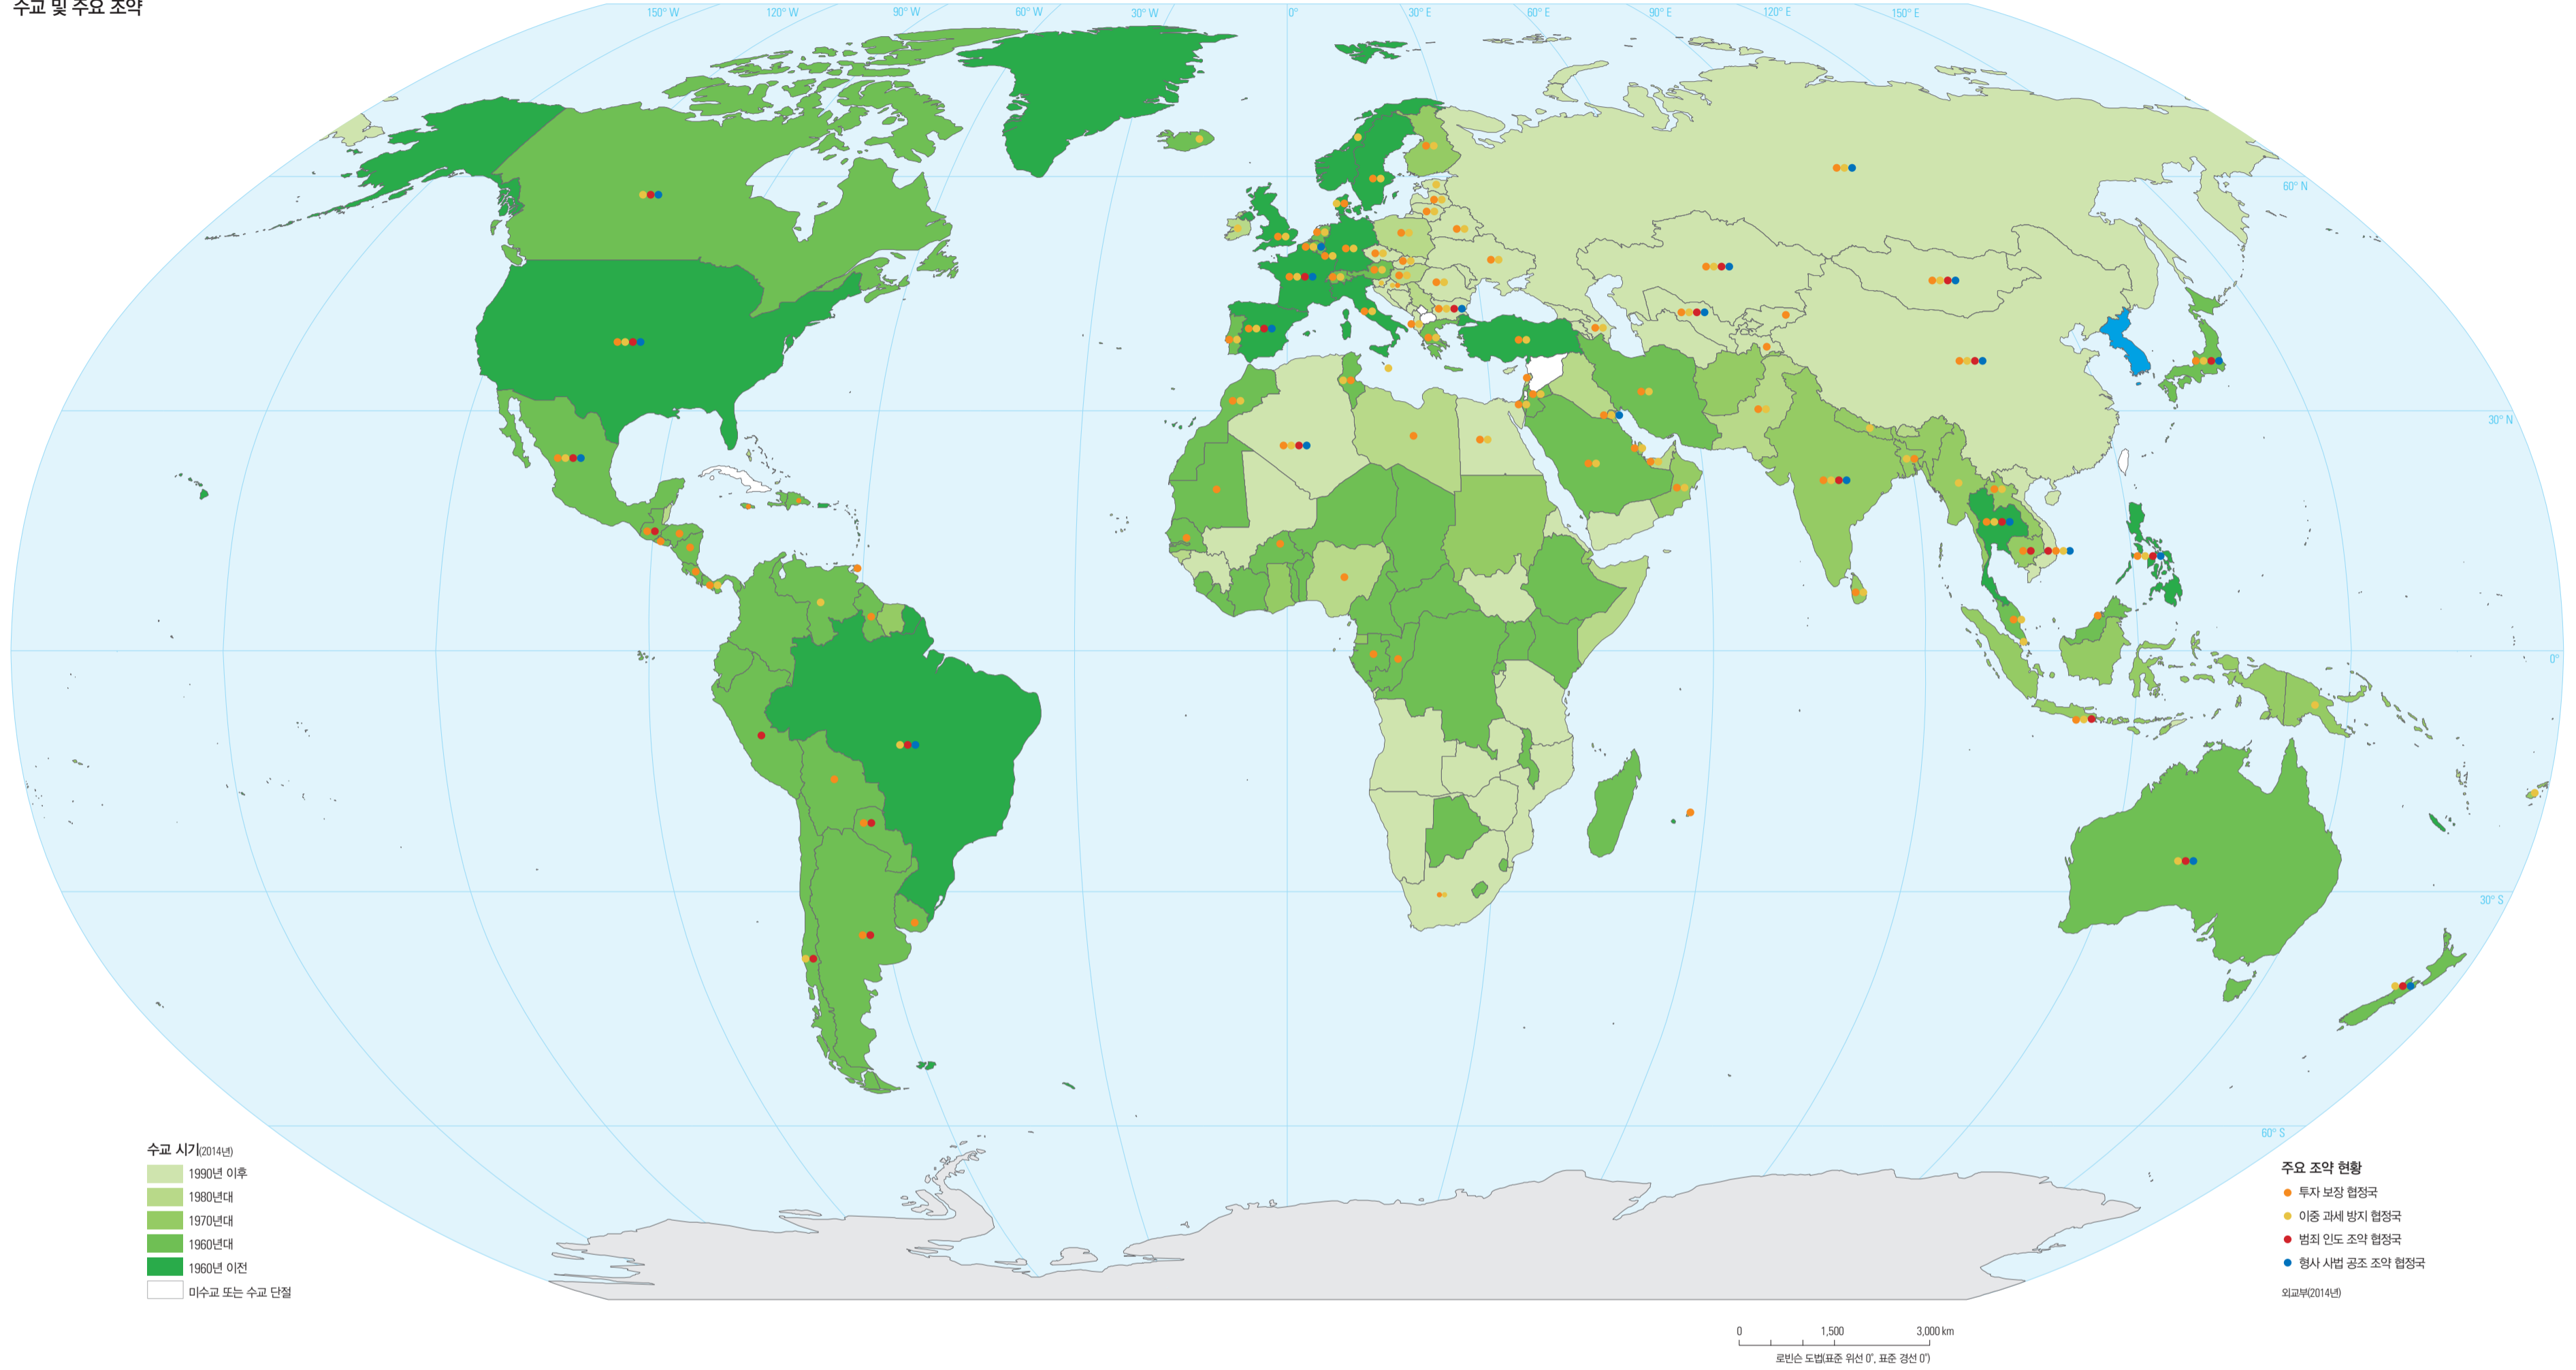 수교 및 주요 조약
150° W
120° W
90° W
60° W
30° W
0°
30° E
60° E
90° E
120° E
150° E
60° N
30° N
0°
30° S
60° S
수교 시기(2014년)
1990년 이후
1980년대
1970년대
1960년대
1960년 이전
미수교 또는 수교 단절
주요 조약 현황
투자 보장 협정국
이중 과세 방지 협정국
범죄 인도 조약 협정국
형사 사법 공조 조약 협정국
외교부(2014년)
0 1,500 3,000 km
로빈슨 도법(표준 위선 0°, 표준 경선 0°)